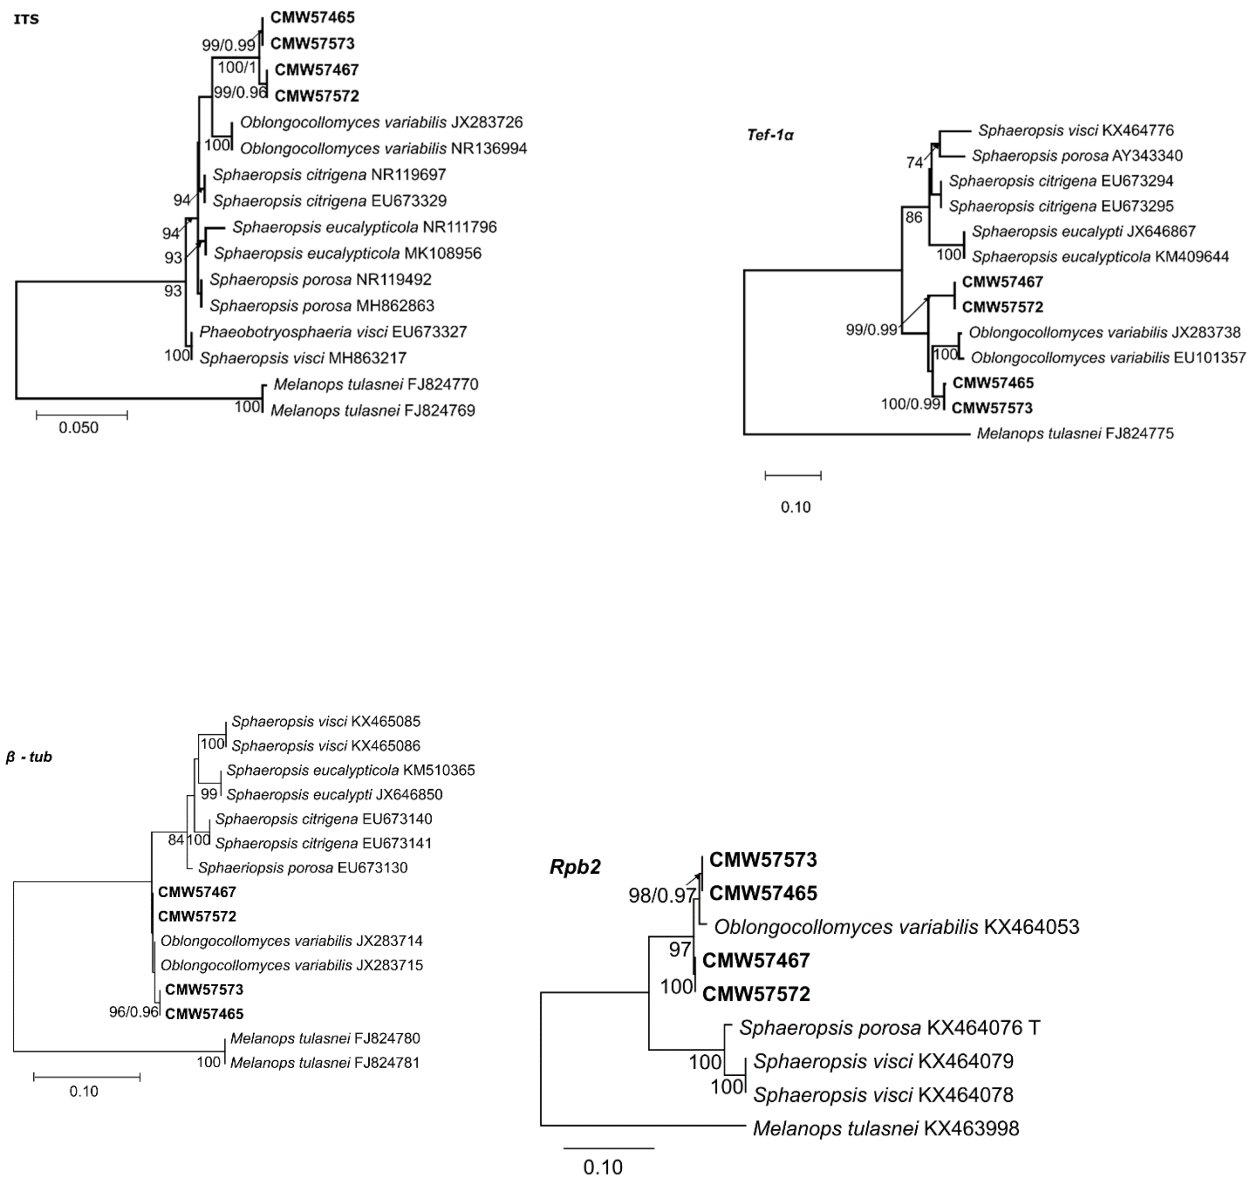 ITS
CMW57465
99/0.99
CMW57573
100/1
CMW57467
99/0.96
CMW57572
Oblongocollomyces variabilis JX283726
100
Oblongocollomyces variabilis NR136994
Sphaeropsis citrigena NR119697
94
Sphaeropsis citrigena EU673329
Sphaeropsis eucalypticola NR111796
94
93
Sphaeropsis eucalypticola MK108956
Sphaeropsis porosa NR119492
93
Sphaeropsis porosa MH862863
Phaeobotryosphaeria visci EU673327
100
Sphaeropsis visci MH863217
Melanops tulasnei FJ824770
100
Melanops tulasnei FJ824769
0.050
Tef-1α
Sphaeropsis visci KX464776
74
Sphaeropsis porosa AY343340
Sphaeropsis citrigena EU673294
Sphaeropsis citrigena EU673295
86
Sphaeropsis eucalypti JX646867
100
Sphaeropsis eucalypticola KM409644
CMW57467
CMW57572
99/0.99
Oblongocollomyces variabilis JX283738
100
Oblongocollomyces variabilis EU101357
CMW57465
100/0.99
CMW57573
Melanops tulasnei FJ824775
0.10
β - tub
Sphaeropsis visci KX465085
100
Sphaeropsis visci KX465086
Sphaeropsis eucalypticola KM510365
99
Sphaeropsis eucalypti JX646850
Sphaeropsis citrigena EU673140
84
100
Sphaeropsis citrigena EU673141
Sphaeriopsis porosa EU673130
CMW57467
CMW57572
Oblongocollomyces variabilis JX283714
Oblongocollomyces variabilis JX283715
CMW57573
96/0.96
CMW57465
Melanops tulasnei FJ824780
100
Melanops tulasnei FJ824781
0.10
Rpb2
CMW57573
98/0.97
CMW57465
Oblongocollomyces variabilis KX464053
97
CMW57467
100
CMW57572
Sphaeropsis porosa KX464076 T
100
Sphaeropsis visci KX464079
100
Sphaeropsis visci KX464078
Melanops tulasnei KX463998
0.10